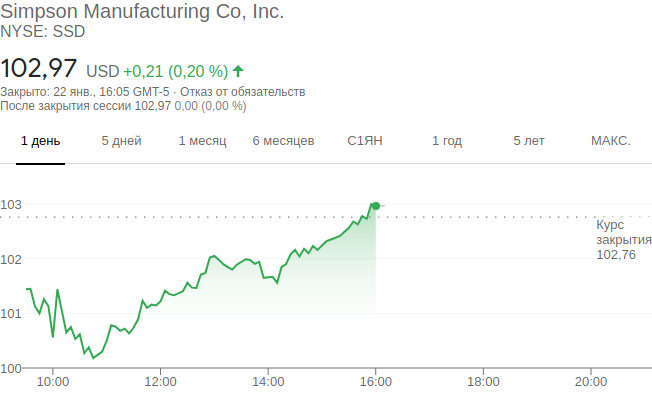 Simpson Manufacturing Co, Inc.
NYSE: SSD
102,97 USD +0,21 (0,20 %)
Закрыто: 22 янв., 16:05 GMT-5 · Отказ от обязательств
После закрытия сессии 102,97 0,00 (0,00 %)
1 день 5 дней 1 месяц 6 месяцев С1ЯН 1 год 5 лет МАКС.
103
Курс
закрытия
102,76
102
101
100
10:00 12:00 14:00 16:00 18:00 20:00